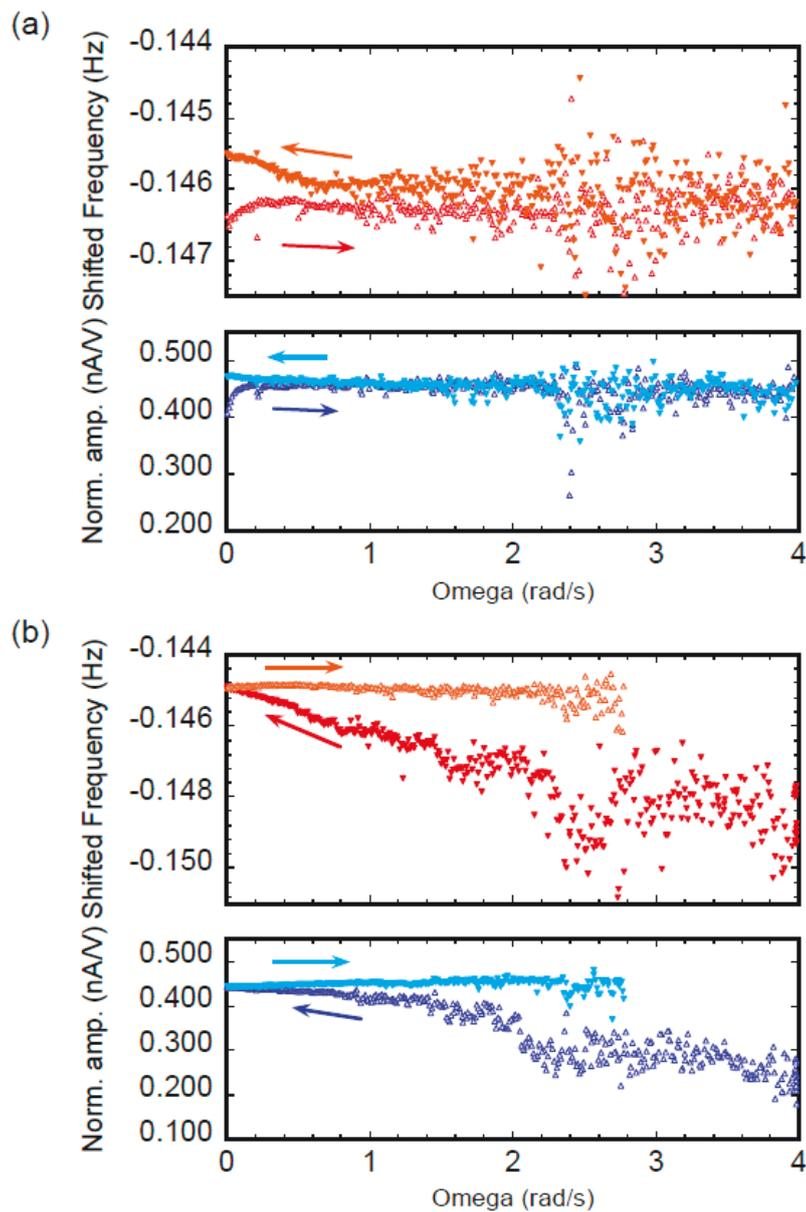 (a)
Shifted Frequency (Hz)
-0.144
-0.145
-0.146
-0.147
Norm. amp. (nA/V)
0.500
0.400
0.300
0.200
0 1 2 3 4
Omega (rad/s)
(b)
Shifted Frequency (Hz)
-0.144
-0.146
-0.148
-0.150
Norm. amp. (nA/V)
0.500
0.400
0.300
0.200
0.100
0 1 2 3 4
Omega (rad/s)